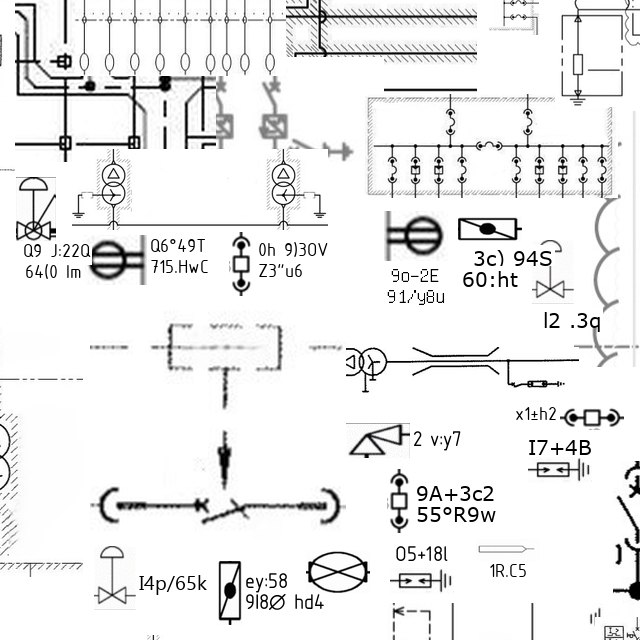 Q9 J:22Q
64(0 lm
Q6°49T
715.HwC
0h 9)30V
Z3"u6
9o-2E
91/'y8u
3c) 94S
60:ht
l2 .3q
x1±h2
2 v:y7
I7+4B
9A+3c2
55°R9w
O5+18l
1R.C5
I4p/65k
ey:58
9l8Ø hd4